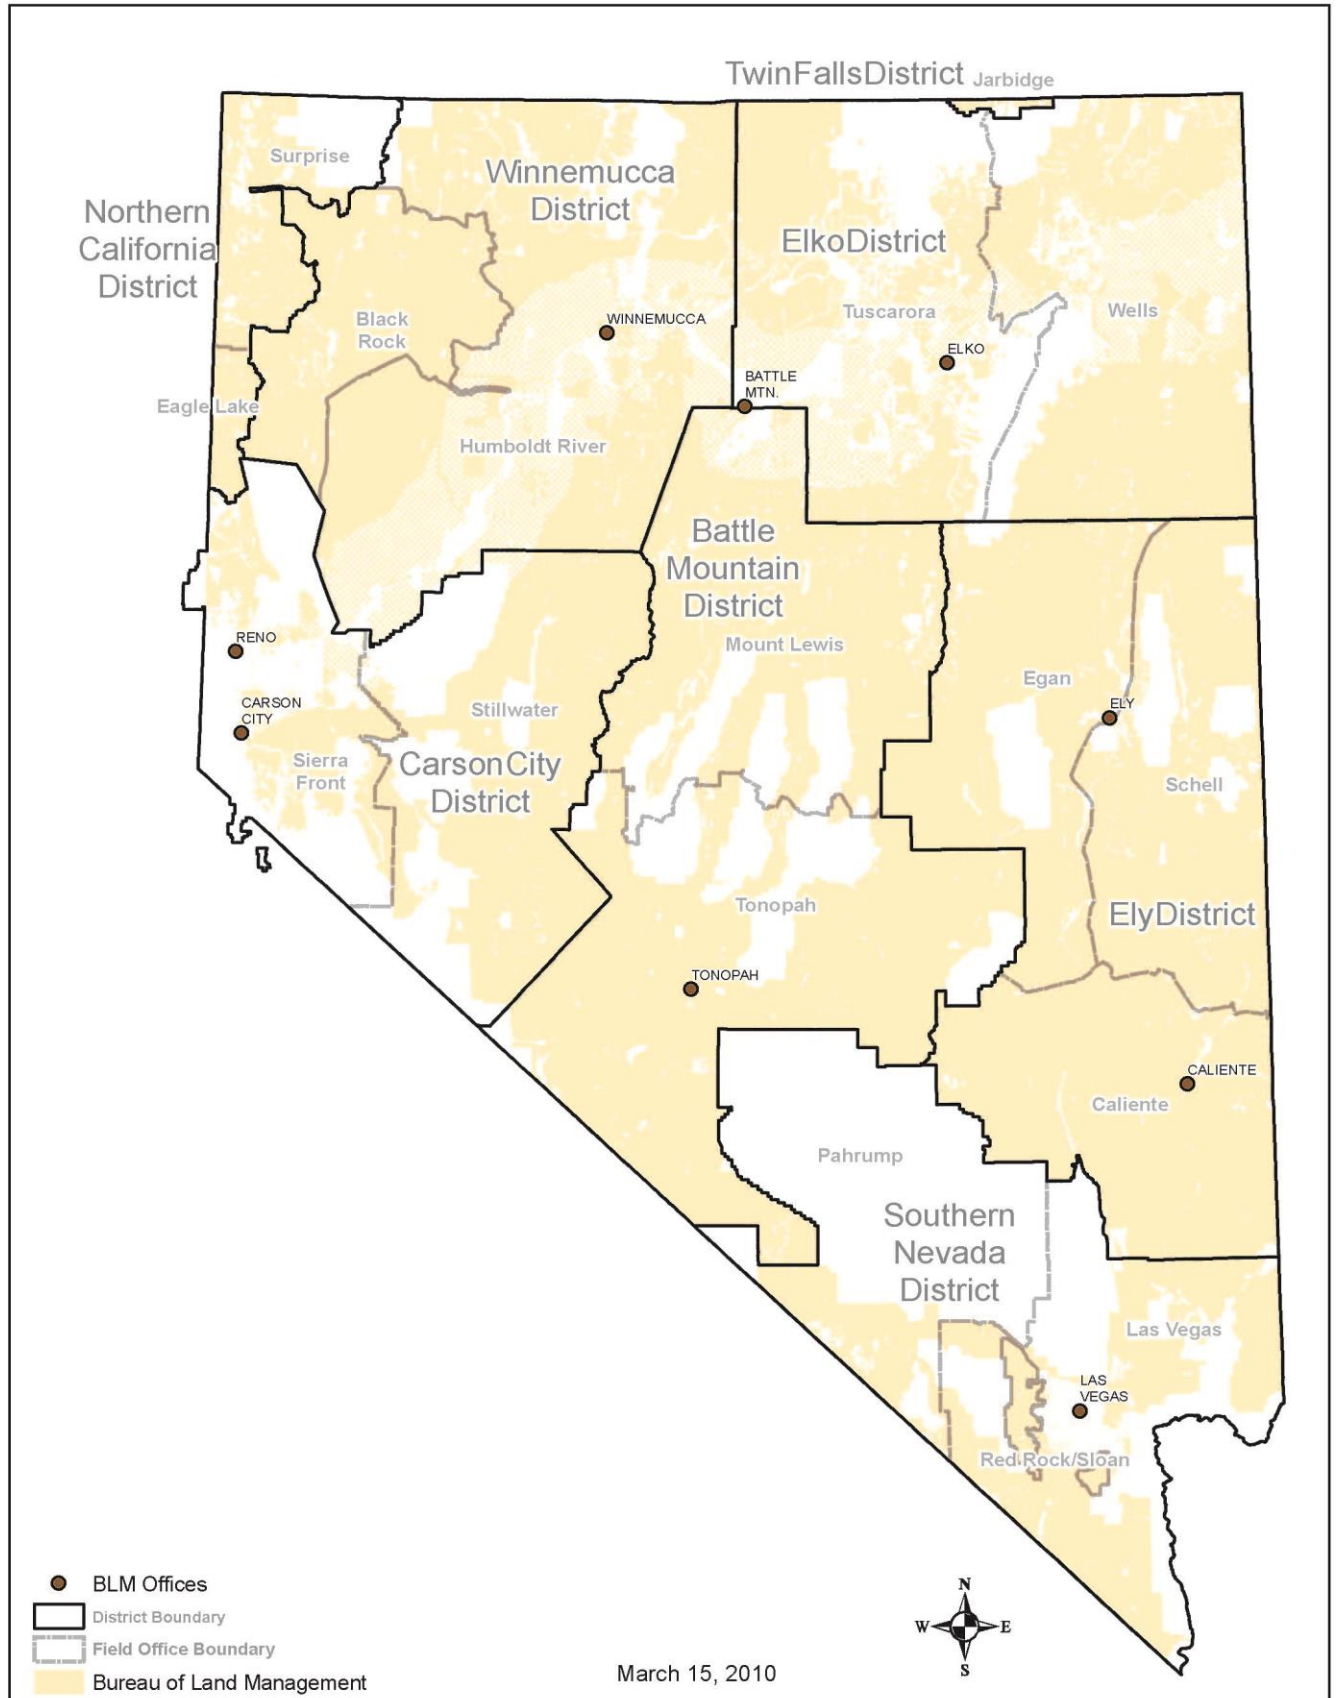 TwinFallsDistrict Jarbidge
Surprise
Winnemucca
District
Northern
California
District
ElkoDistrict
Black
Rock
WINNEMUCCA
Tuscarora
Wells
ELKO
BATTLE
MTN.
Eagle Lake
Humboldt River
Battle
Mountain
District
RENO
Mount Lewis
Egan
CARSON
CITY
Stillwater
ELY
Sierra
Front
CarsonCity
District
Schell
Tonopah
ElyDistrict
TONOPAH
CALIENTE
Caliente
Pahrump
Southern
Nevada
District
Las Vegas
LAS
VEGAS
Red Rock/Sloan
BLM Offices
District Boundary
Field Office Boundary
Bureau of Land Management
N
W E
S
March 15, 2010